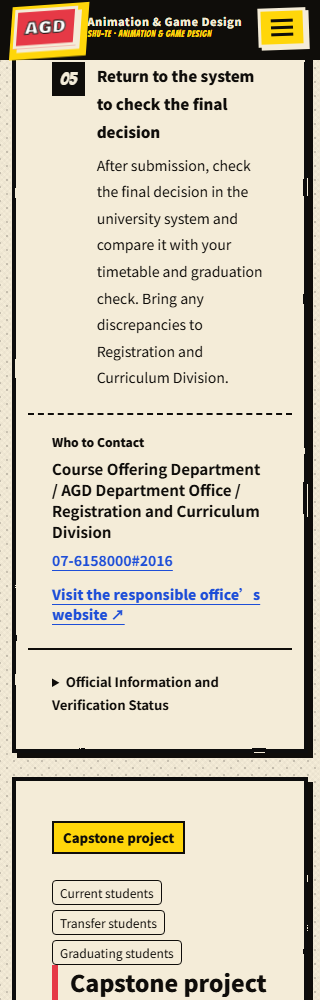 AGD
Animation & Game Design
SHU-TE · ANIMATION & GAME DESIGN
05
Return to the system
to check the final
decision
After submission, check
the final decision in the
university system and
compare it with your
timetable and graduation
check. Bring any
discrepancies to
Registration and
Curriculum Division.
Who to Contact
Course Offering Department
/ AGD Department Office /
Registration and Curriculum
Division
07-6158000#2016
Visit the responsible office’s
website ↗
▶ Official Information and
Verification Status
Capstone project
Current students
Transfer students
Graduating students
Capstone project